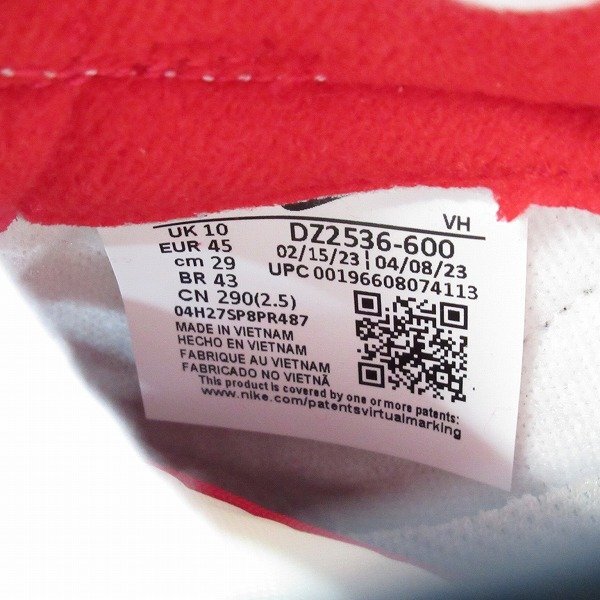 VH
UK 10
EUR 45
cm 29
BR 43
CN 290(2.5)
DZ2536-600
02/15/23 | 04/08/23
UPC 00196608074113
04H27SP8PR487
MADE IN VIETNAM
HECHO EN VIETNAM
FABRIQUE AU VIETNAM
FABRICADO NO VIETNÃ
This product is covered by one or more patents:
www.nike.com/patentsvirtualmarking